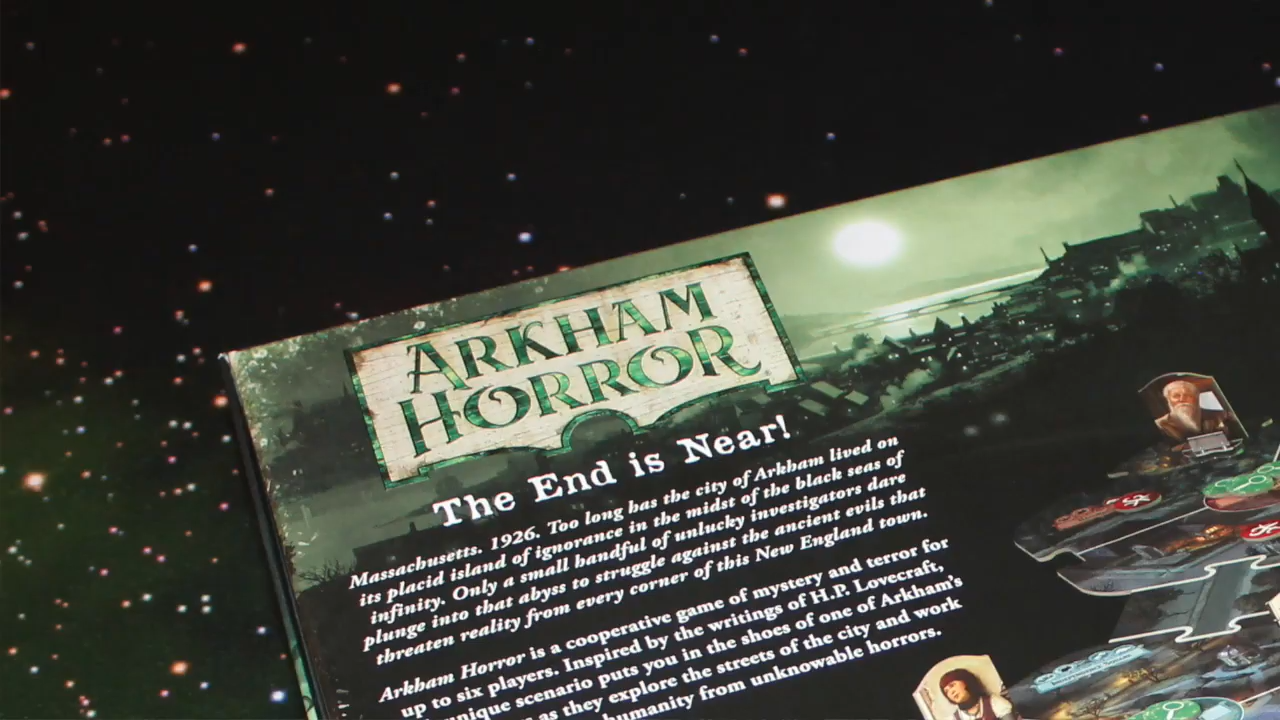 ARKHAM
HORROR
The End is Near!
Massachusetts. 1926. Too long has the city of Arkham lived on
its placid island of ignorance in the midst of the black seas of
infinity. Only a small handful of unlucky investigators dare
plunge into that abyss to struggle against the ancient evils that
threaten reality from every corner of this New England town.
Arkham Horror is a cooperative game of mystery and terror for
up to six players. Inspired by the writings of H.P. Lovecraft,
unique scenario puts you in the shoes of one of Arkham's
as they explore the streets of the city and work
humanity from unknowable horrors.